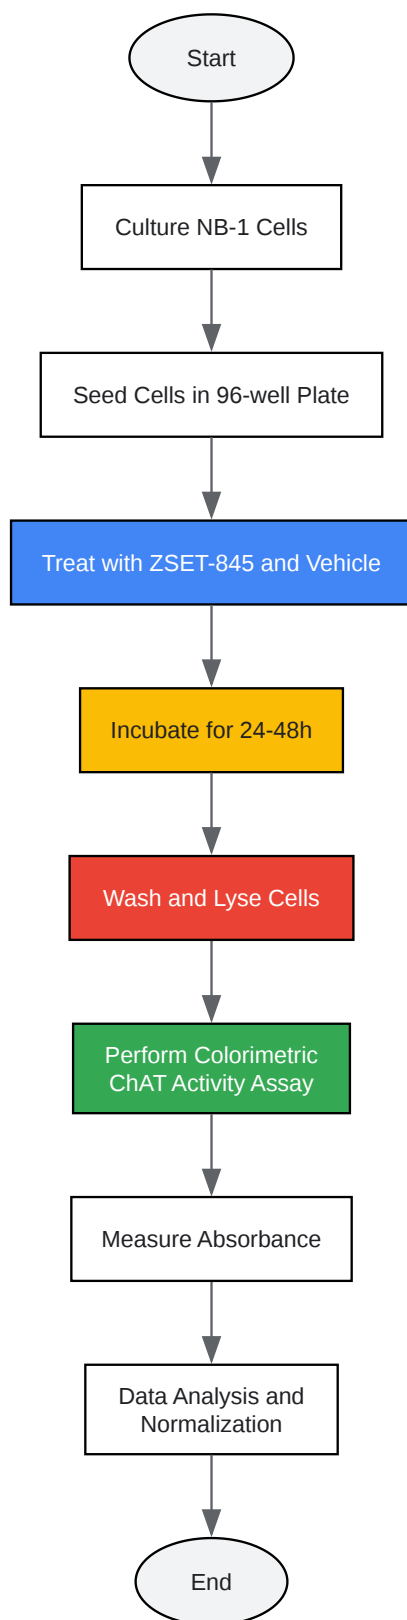 Start
Culture NB-1 Cells
Seed Cells in 96-well Plate
Treat with ZSET-845 and Vehicle
Incubate for 24-48h
Wash and Lyse Cells
Perform Colorimetric
ChAT Activity Assay
Measure Absorbance
Data Analysis and
Normalization
End